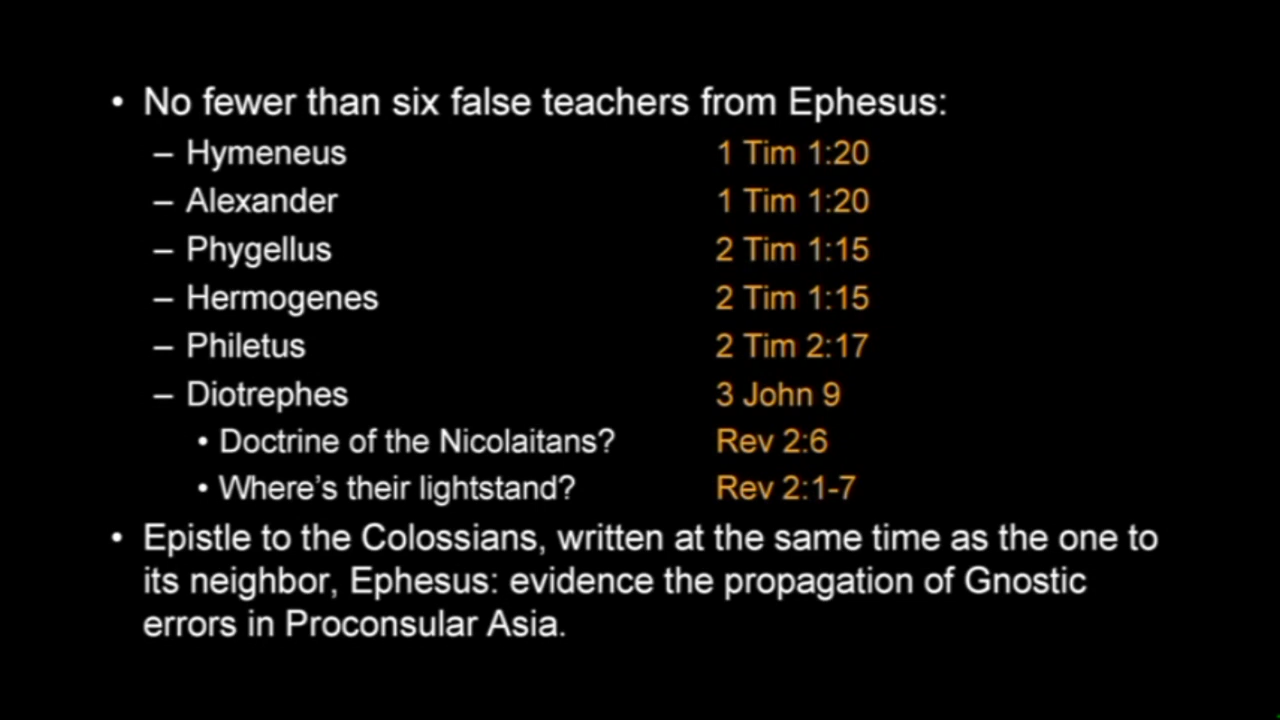 • No fewer than six false teachers from Ephesus:
– Hymeneus 1 Tim 1:20
– Alexander 1 Tim 1:20
– Phygellus 2 Tim 1:15
– Hermogenes 2 Tim 1:15
– Philetus 2 Tim 2:17
– Diotrephes 3 John 9
• Doctrine of the Nicolaitans? Rev 2:6
• Where’s their lightstand? Rev 2:1-7
• Epistle to the Colossians, written at the same time as the one to
its neighbor, Ephesus: evidence the propagation of Gnostic
errors in Proconsular Asia.